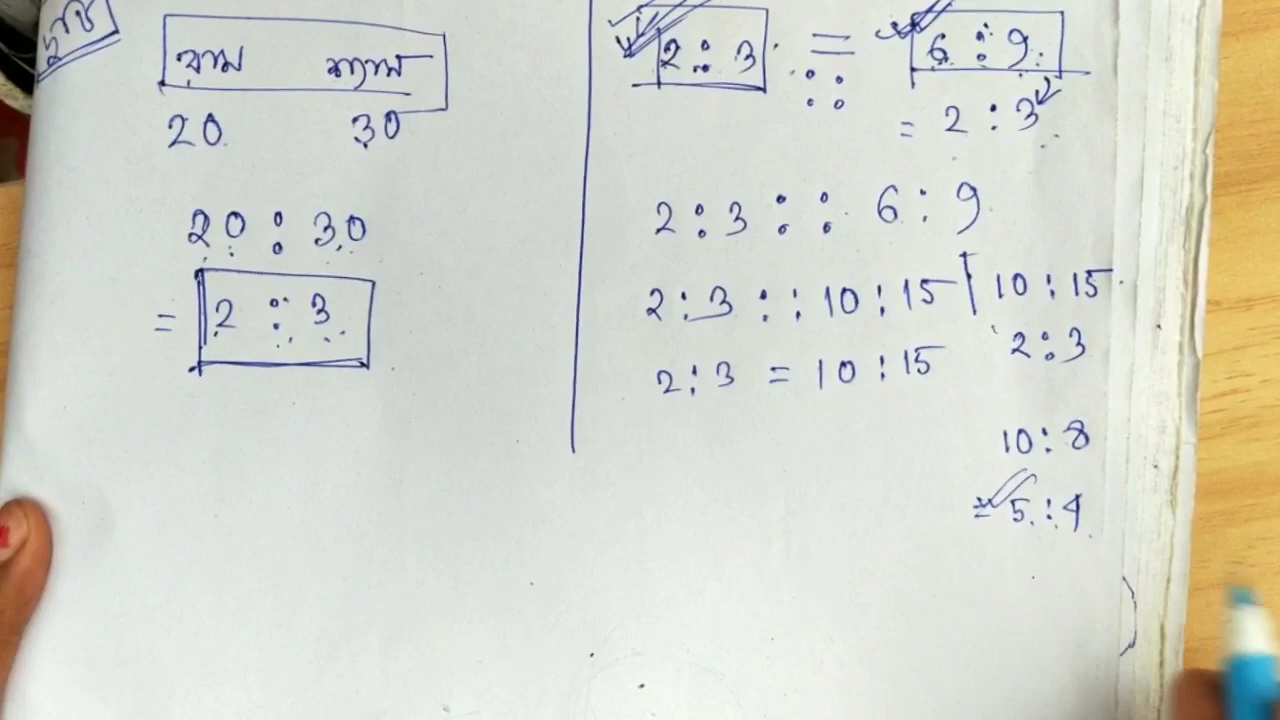 20 30
20 : 30
= 2 : 3
2 : 3 = 6 : 9
: :
= 2 : 3
2 : 3 : : 6 : 9
2 : 3 : : 10 : 15 | 10 : 15
2 : 3
2 : 3 = 10 : 15
10 : 8
= 5 : 4